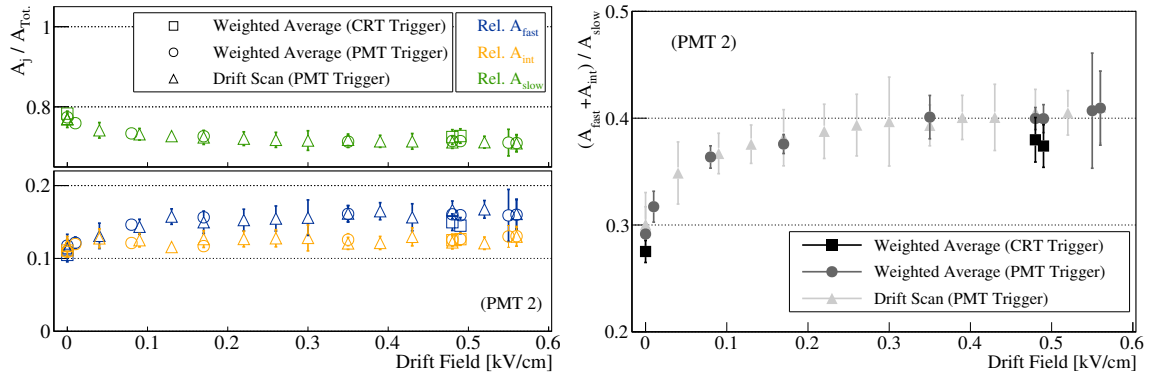 A_j / A_Tot.
1
0.8
0.2
0.1
0
Weighted Average (CRT Trigger)
Weighted Average (PMT Trigger)
Drift Scan (PMT Trigger)
Rel. A_fast
Rel. A_int
Rel. A_slow
(PMT 2)
0 0.1 0.2 0.3 0.4 0.5 0.6
Drift Field [kV/cm]
(A_fast +A_int) / A_slow
0.5
0.4
0.3
0.2
(PMT 2)
Weighted Average (CRT Trigger)
Weighted Average (PMT Trigger)
Drift Scan (PMT Trigger)
0 0.1 0.2 0.3 0.4 0.5 0.6
Drift Field [kV/cm]